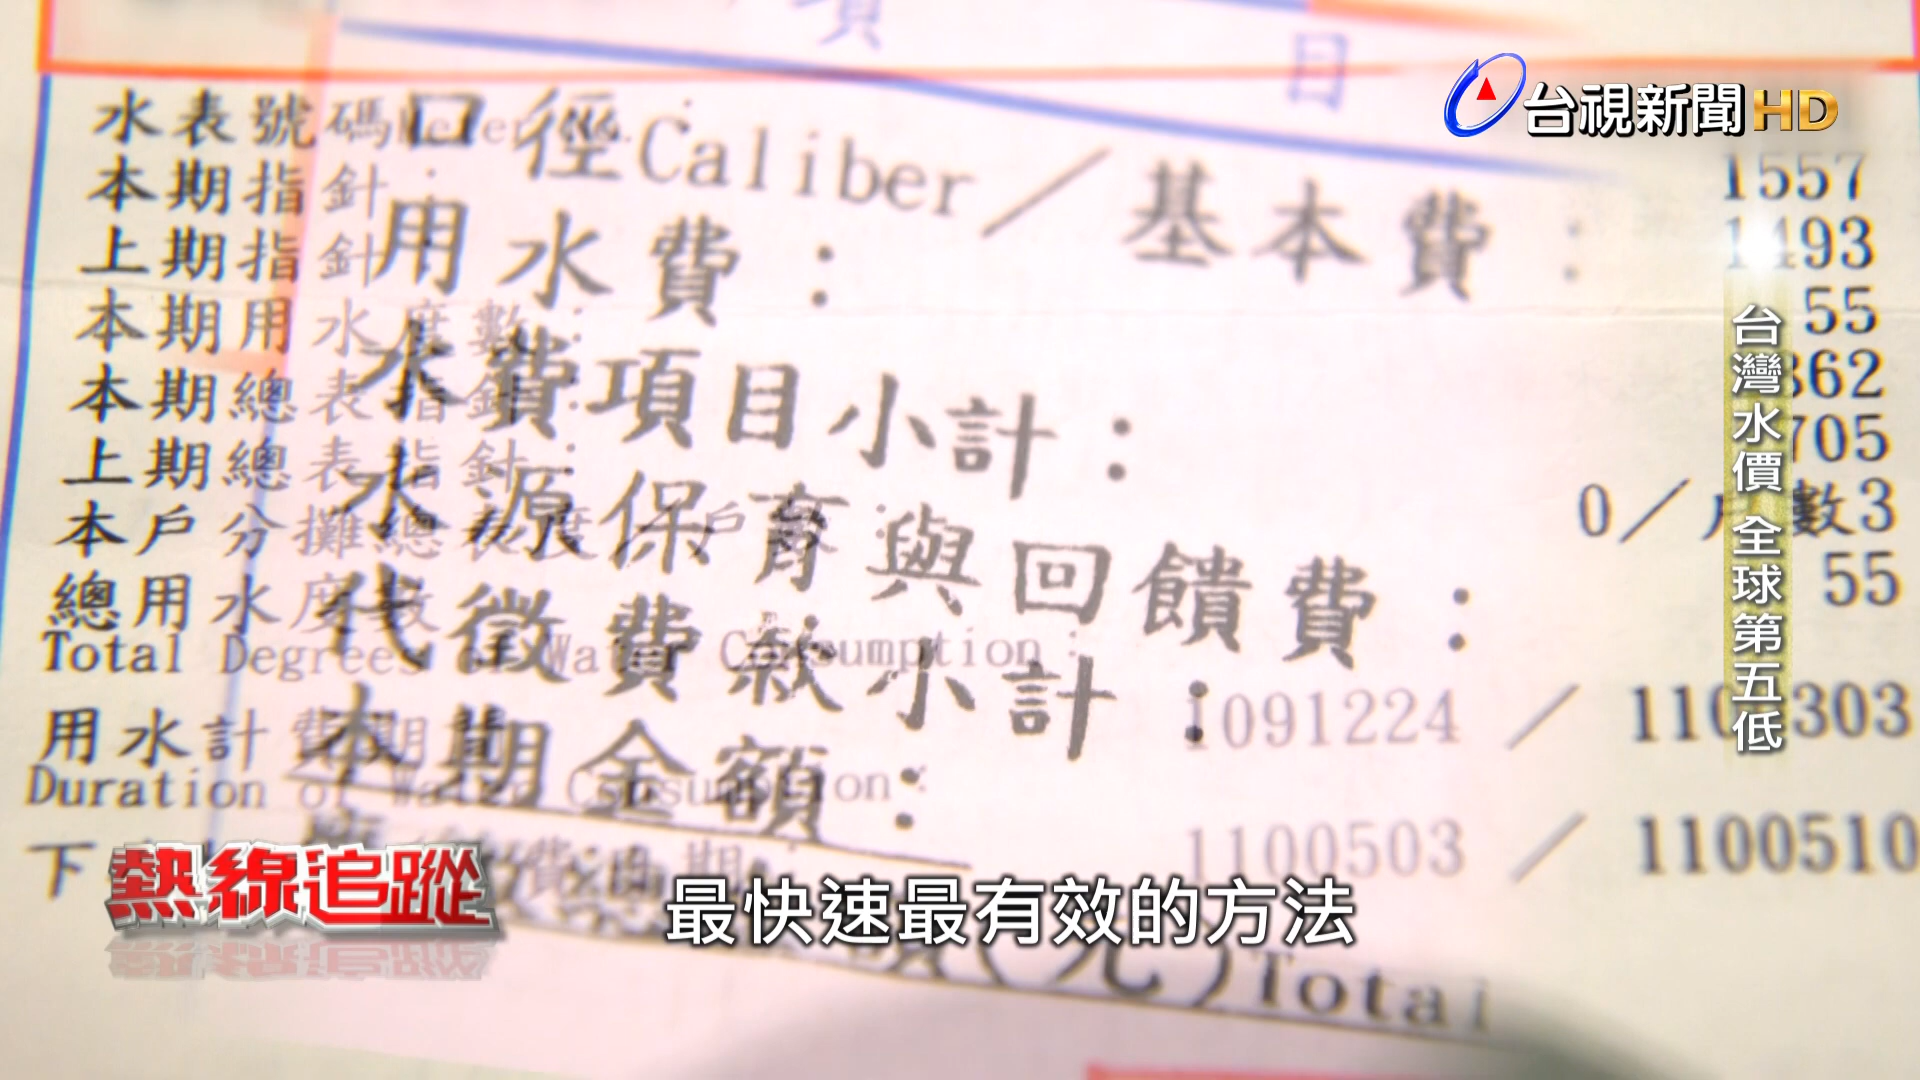 台視新聞HD
水表號碼
本期指針：
上期指針：
本期用水度數：
本期總表指針：
上期總表指針：
本戶分攤總表度／戶數：
總用水度數
Total Degrees of Water Consumption：
用水計費期間
Duration of Water Consumption：
口徑Caliber／基本費：
用水費：
水費項目小計：
水源保育與回饋費：
代徵費款小計：
本期金額：
(元)Total
1557
1493
55
705
0／戶數3
55
1091224／1100303
1100503／1100510
台灣水價 全球第五低
熱線追蹤
最快速最有效的方法